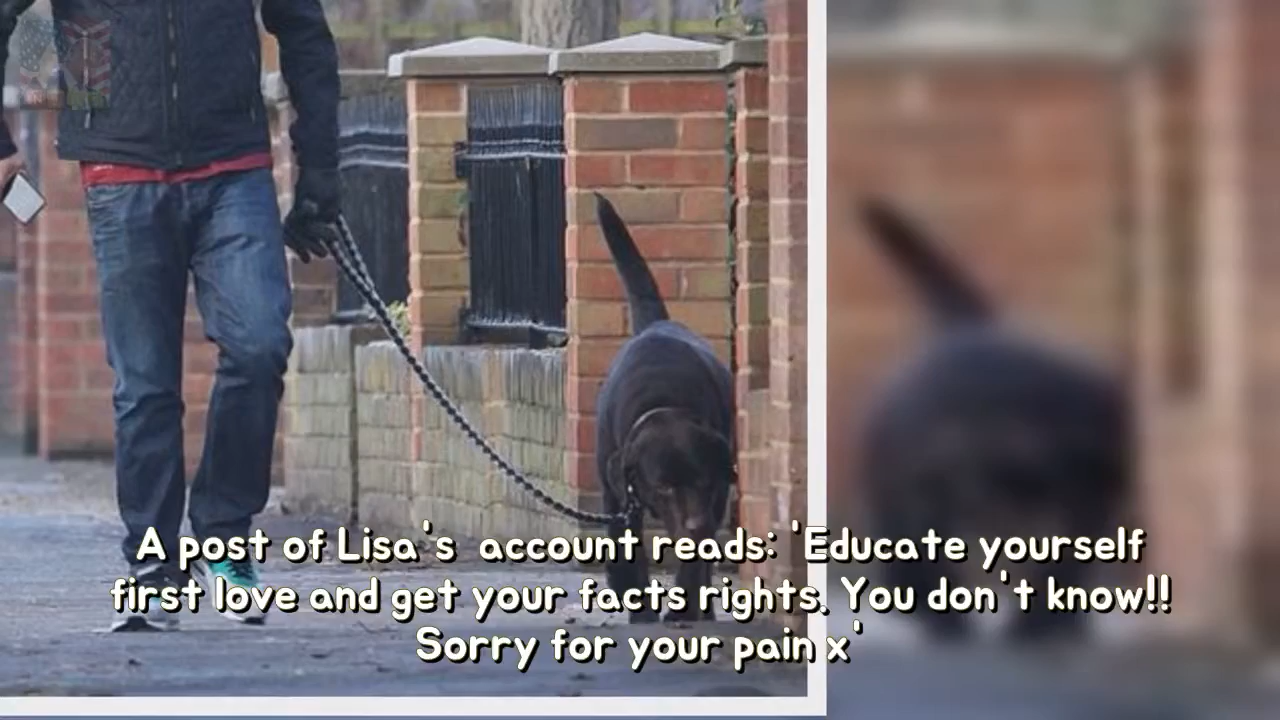 A post of Lisa's account reads: 'Educate yourself
first love and get your facts rights. You don't know!!
Sorry for your pain x'